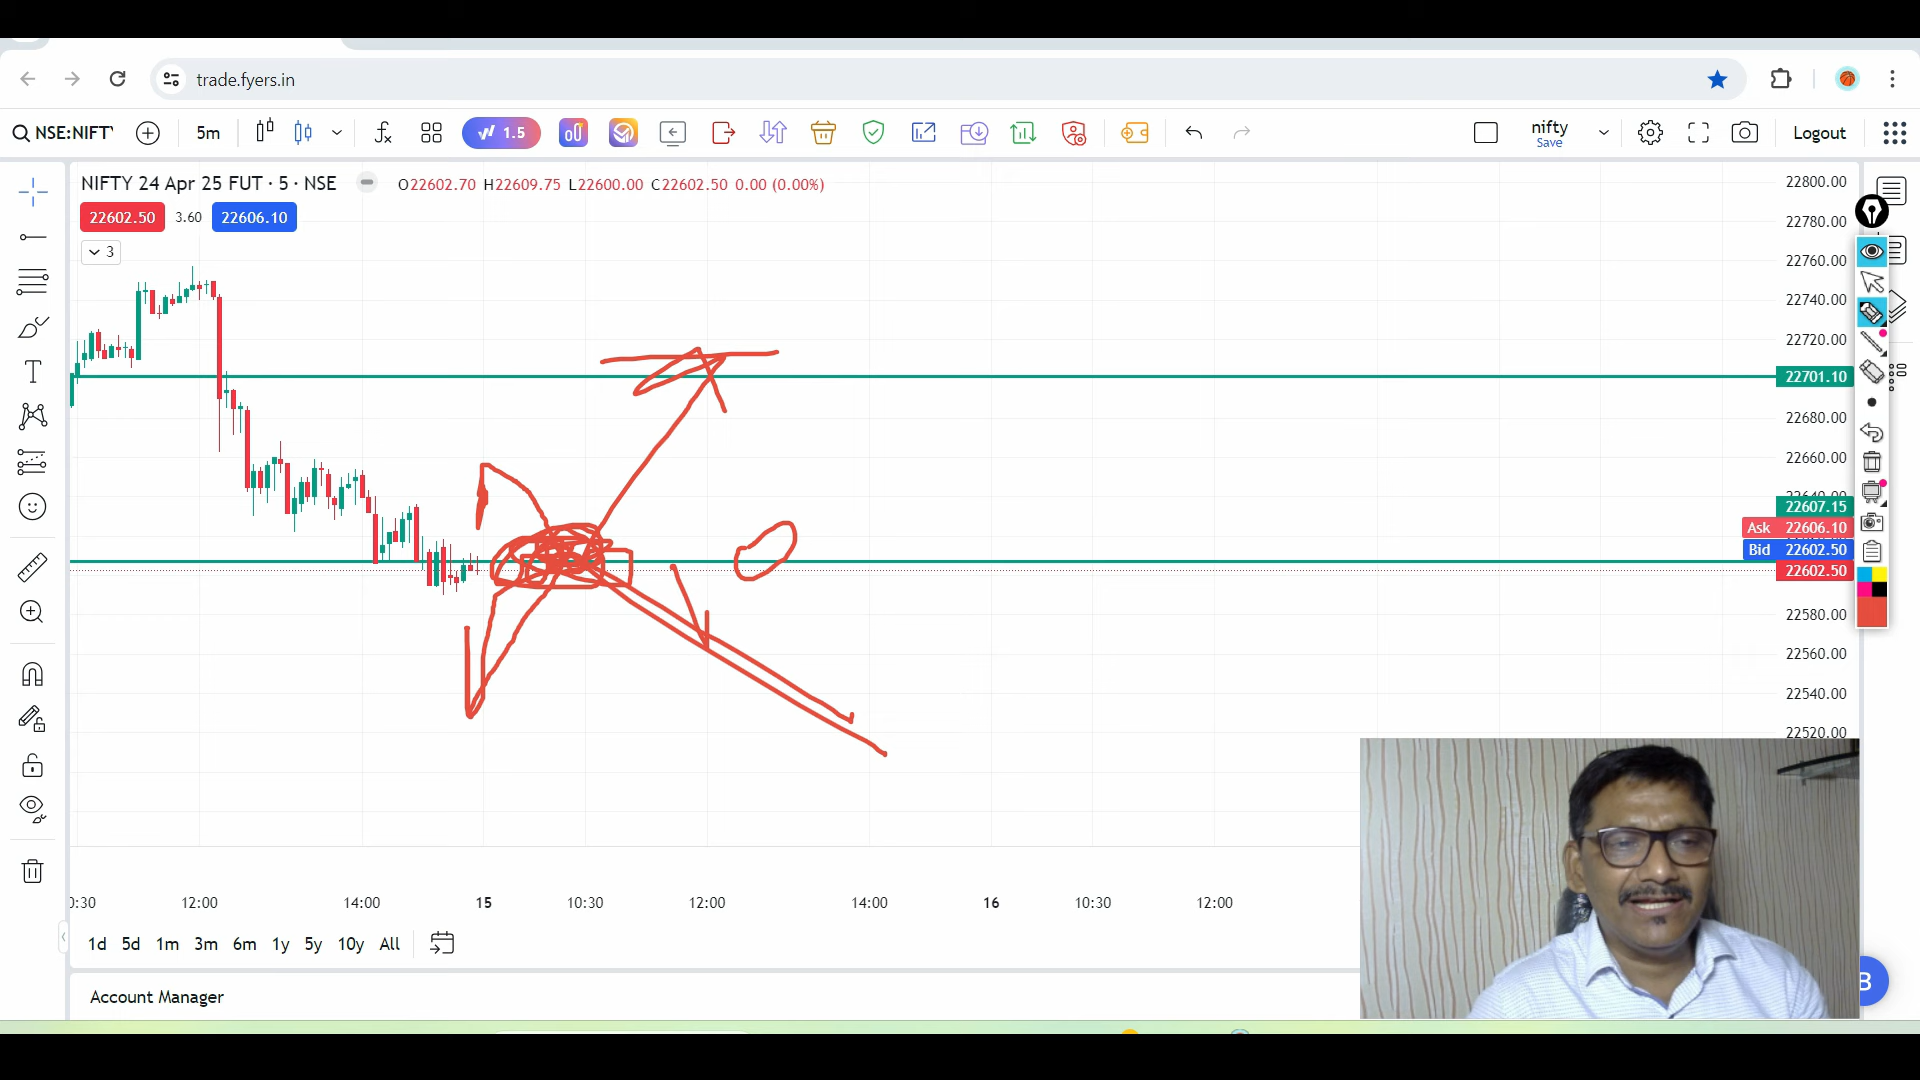 trade.fyers.in
NSE:NIFTY
5m
1.5
nifty
Save
Logout
NIFTY 24 Apr 25 FUT · 5 · NSE
O22602.70 H22609.75 L22600.00 C22602.50 0.00 (0.00%)
22602.50
3.60
22606.10
3
22800.00
22780.00
22760.00
22740.00
22720.00
22701.10
22680.00
22660.00
22640.00
22607.15
Ask 22606.10
Bid 22602.50
22602.50
22580.00
22560.00
22540.00
22520.00
0:30 12:00 14:00 15 10:30 12:00 14:00 16 10:30 12:00
1d 5d 1m 3m 6m 1y 5y 10y All
Account Manager
B